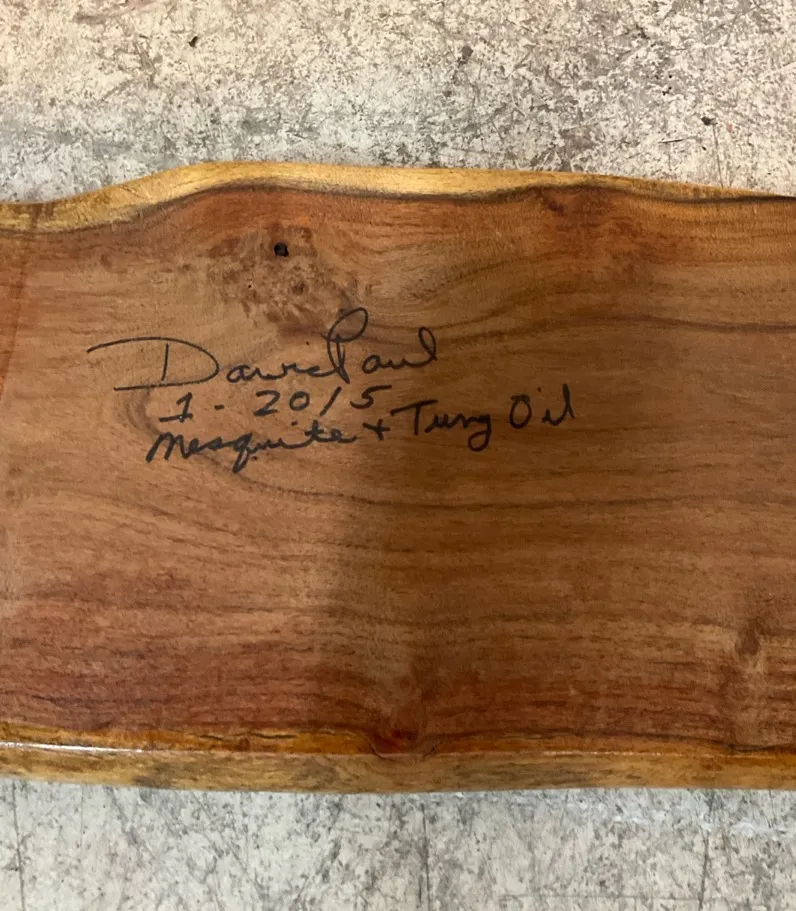 David Paul
1-2015
Mesquite + Tung Oil